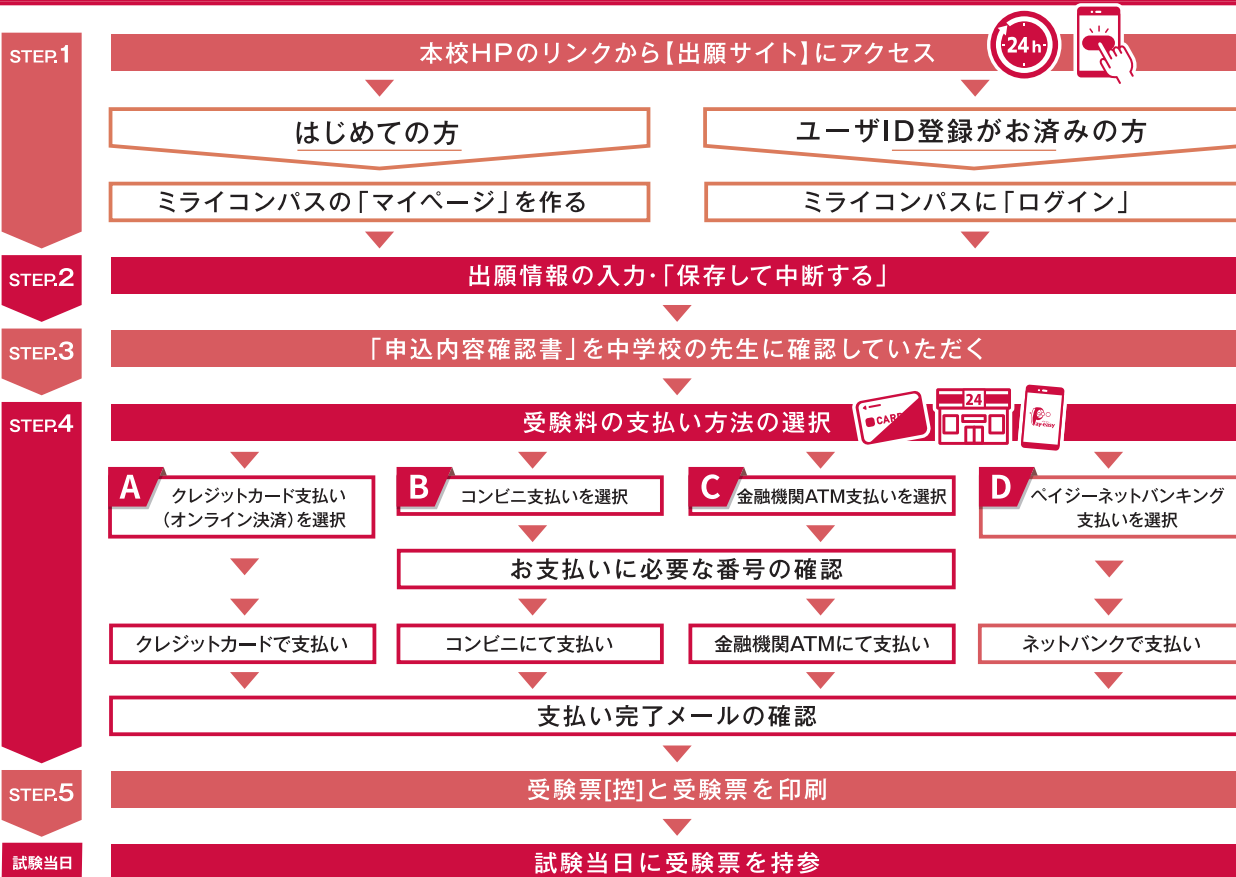 STEP.1
本校HPのリンクから【出願サイト】にアクセス
24h
はじめての方
ユーザID登録がお済みの方
ミライコンパスの「マイページ」を作る
ミライコンパスに「ログイン」
STEP.2
出願情報の入力・「保存して中断する」
STEP.3
「申込内容確認書」を中学校の先生に確認していただく
STEP.4
受験料の支払い方法の選択
CARD
24
Pay-easy
A
クレジットカード支払い
(オンライン決済)を選択
B
コンビニ支払いを選択
C
金融機関ATM支払いを選択
D
ペイジーネットバンキング
支払いを選択
お支払いに必要な番号の確認
クレジットカードで支払い
コンビニにて支払い
金融機関ATMにて支払い
ネットバンクで支払い
支払い完了メールの確認
STEP.5
受験票[控]と受験票を印刷
試験当日
試験当日に受験票を持参